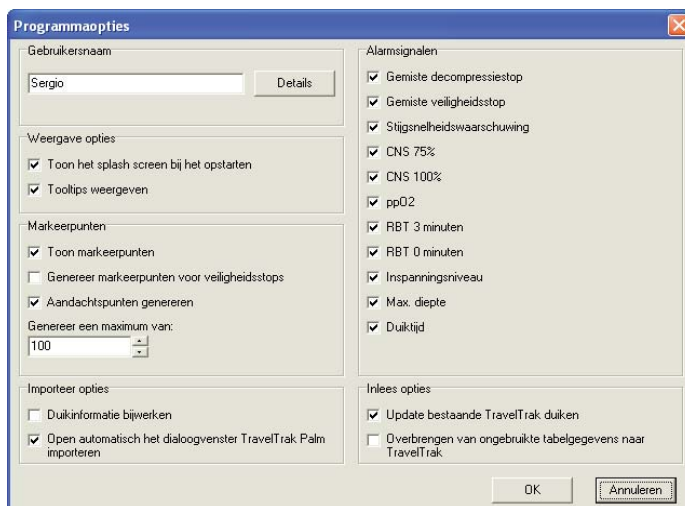 Programmaopties
Gebruikersnaam
Sergio
Details
Weergave opties
Toon het splash screen bij het opstarten
Tooltips weergeven
Markeerpunten
Toon markeerpunten
Genereer markeerpunten voor veiligheidsstops
Aandachtspunten genereren
Genereer een maximum van:
100
Importeer opties
Duikinformatie bijwerken
Open automatisch het dialoogvenster TravelTrak Palm
importeren
Alarmsignalen
Gemiste decompressiestop
Gemiste veiligheidsstop
Stijgsnelheidswaarschuwing
CNS 75%
CNS 100%
ppO2
RBT 3 minuten
RBT 0 minuten
Inspanningsniveau
Max. diepte
Duiktijd
Inlees opties
Update bestaande TravelTrak duiken
Overbrengen van ongebruikte tabelgegevens naar
TravelTrak
OK
Annuleren